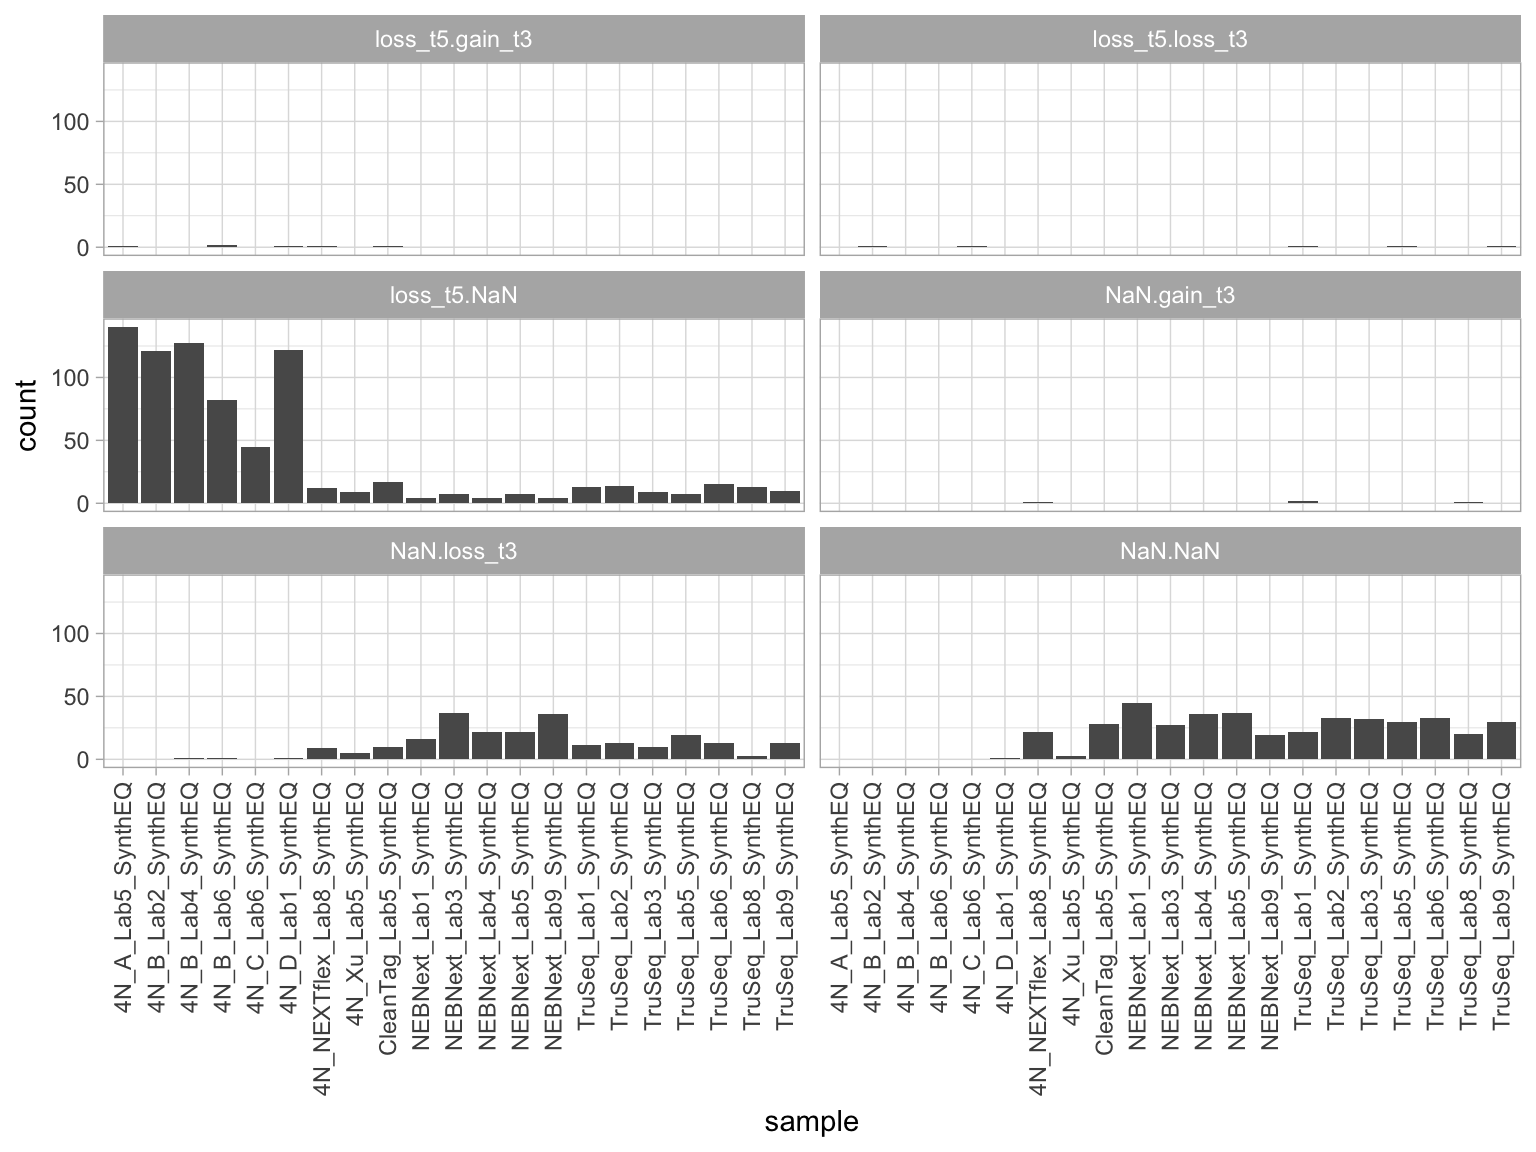 loss_t5.gain_t3
loss_t5.loss_t3
100
50
0
loss_t5.NaN
NaN.gain_t3
100
50
0
NaN.loss_t3
NaN.NaN
100
50
0
count
4N_A_Lab5_SynthEQ
4N_B_Lab2_SynthEQ
4N_B_Lab4_SynthEQ
4N_B_Lab6_SynthEQ
4N_C_Lab6_SynthEQ
4N_D_Lab1_SynthEQ
4N_NEXTflex_Lab8_SynthEQ
4N_Xu_Lab5_SynthEQ
CleanTag_Lab5_SynthEQ
NEBNext_Lab1_SynthEQ
NEBNext_Lab3_SynthEQ
NEBNext_Lab4_SynthEQ
NEBNext_Lab5_SynthEQ
NEBNext_Lab9_SynthEQ
TruSeq_Lab1_SynthEQ
TruSeq_Lab2_SynthEQ
TruSeq_Lab3_SynthEQ
TruSeq_Lab5_SynthEQ
TruSeq_Lab6_SynthEQ
TruSeq_Lab8_SynthEQ
TruSeq_Lab9_SynthEQ
4N_A_Lab5_SynthEQ
4N_B_Lab2_SynthEQ
4N_B_Lab4_SynthEQ
4N_B_Lab6_SynthEQ
4N_C_Lab6_SynthEQ
4N_D_Lab1_SynthEQ
4N_NEXTflex_Lab8_SynthEQ
4N_Xu_Lab5_SynthEQ
CleanTag_Lab5_SynthEQ
NEBNext_Lab1_SynthEQ
NEBNext_Lab3_SynthEQ
NEBNext_Lab4_SynthEQ
NEBNext_Lab5_SynthEQ
NEBNext_Lab9_SynthEQ
TruSeq_Lab1_SynthEQ
TruSeq_Lab2_SynthEQ
TruSeq_Lab3_SynthEQ
TruSeq_Lab5_SynthEQ
TruSeq_Lab6_SynthEQ
TruSeq_Lab8_SynthEQ
TruSeq_Lab9_SynthEQ
sample